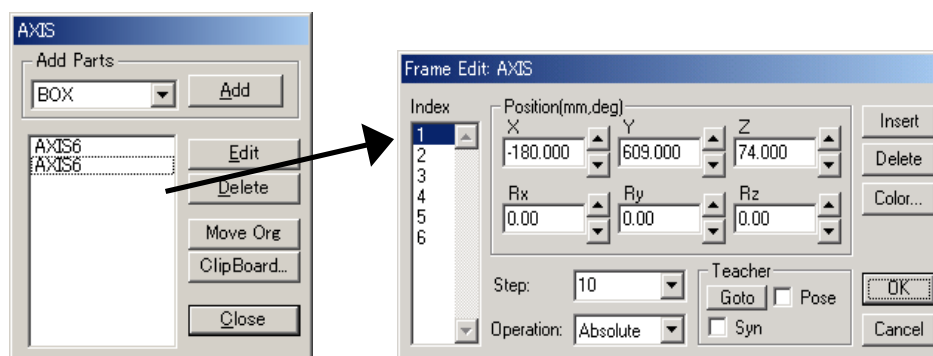 AXIS
Add Parts
BOX
Add
AXIS6
AXIS6
Edit
Delete
Move Org
ClipBoard...
Close
Frame Edit: AXIS
Index
1
2
3
4
5
6
Position(mm,deg)
X Y Z
-180.000 609.000 74.000
Rx Ry Rz
0.00 0.00 0.00
Step: 10
Operation: Absolute
Teacher
Goto Pose
Syn
Insert
Delete
Color...
OK
Cancel